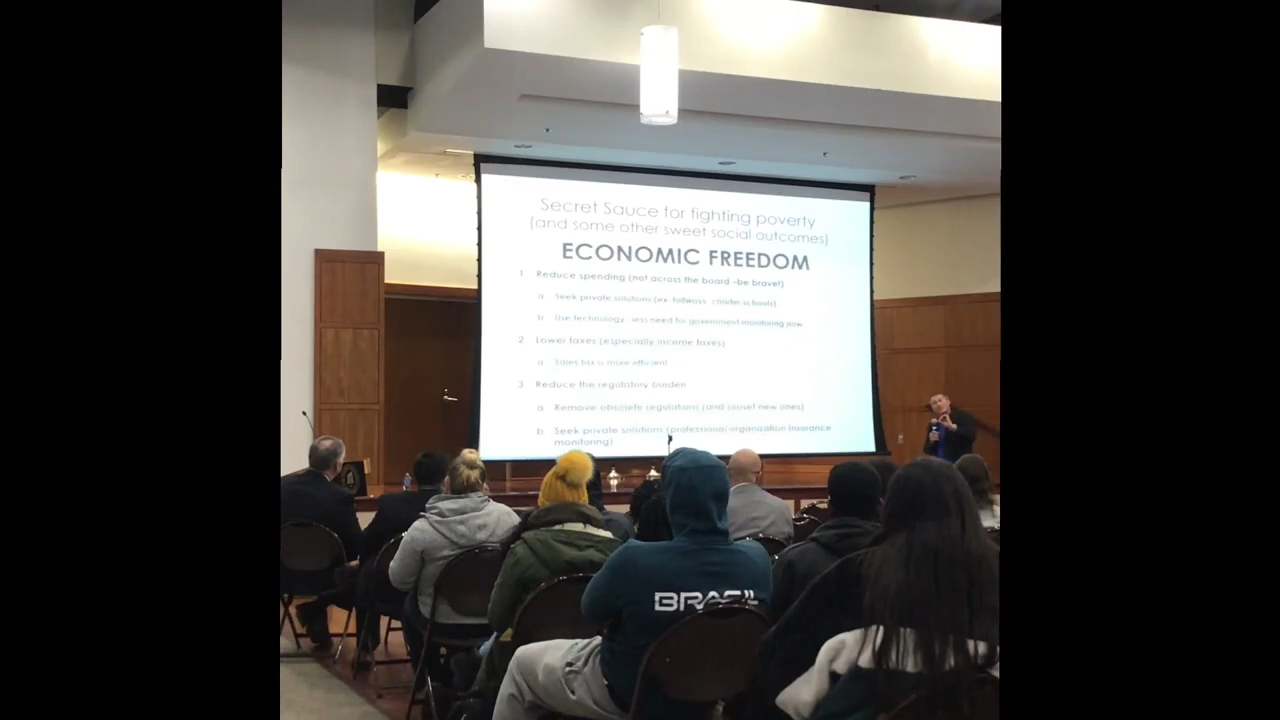 Secret Sauce for fighting poverty
(and some other sweet social outcomes)
ECONOMIC FREEDOM
1 Reduce spending (not across the board -be brave!)
a Seek private solutions (ex. tollways, charter schools)
b Use technology -less need for government monitoring now
2 Lower taxes (especially income taxes)
a Sales tax is more efficient
3 Reduce the regulatory burden
a Remove obsolete regulations (and sunset new ones)
b Seek private solutions (professional organization insurance
monitoring)
BRASIL